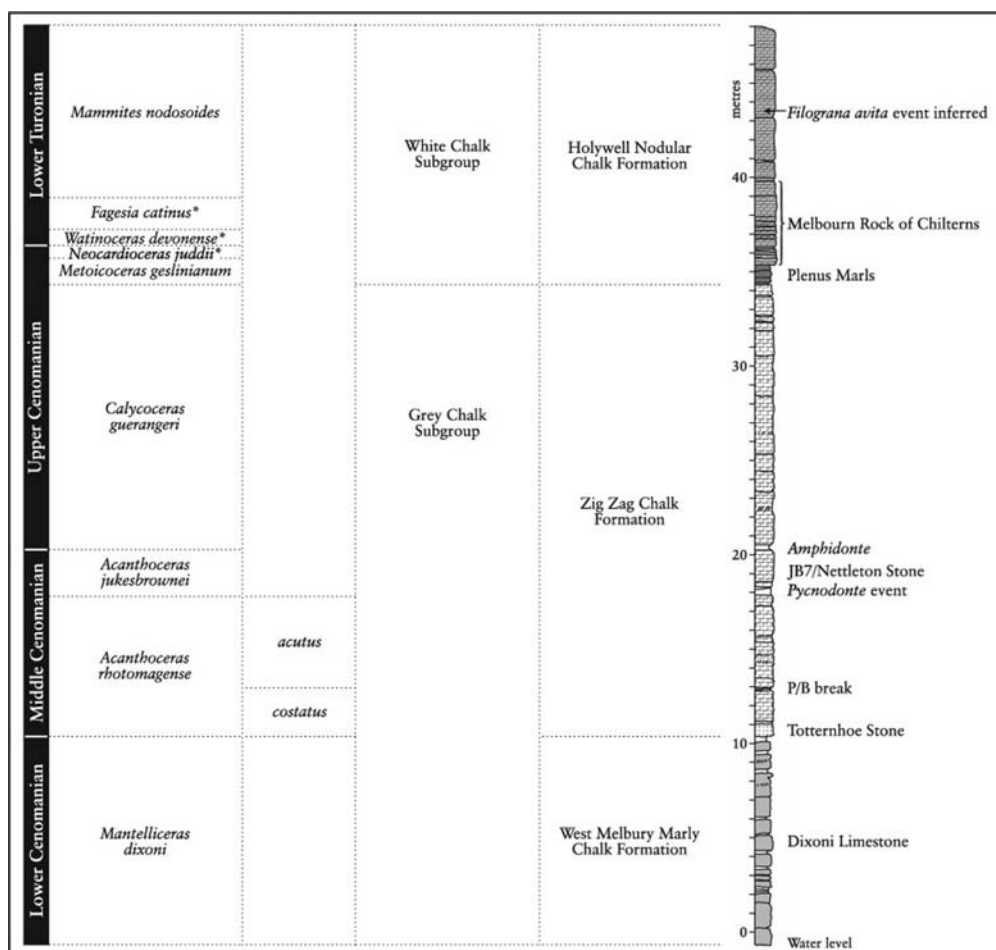 Lower Turonian
Upper Cenomanian
Middle Cenomanian
Lower Cenomanian
Mammites nodosoides
Fagesia catinus*
Watinoceras devonense*
Neocardioceras juddii*
Metoicoceras geslinianum
Calycoceras
guerangeri
Acanthoceras
jukesbrownei
Acanthoceras
rhotomagense
Mantelliceras
dixoni
acutus
costatus
White Chalk
Subgroup
Grey Chalk
Subgroup
Holywell Nodular
Chalk Formation
Zig Zag Chalk
Formation
West Melbury Marly
Chalk Formation
metres
40
30
20
10
0
Filograna avita event inferred
Melbourn Rock of Chilterns
Plenus Marls
Amphidonte
JB7/Nettleton Stone
Pycnodonte event
P/B break
Totternhoe Stone
Dixoni Limestone
Water level